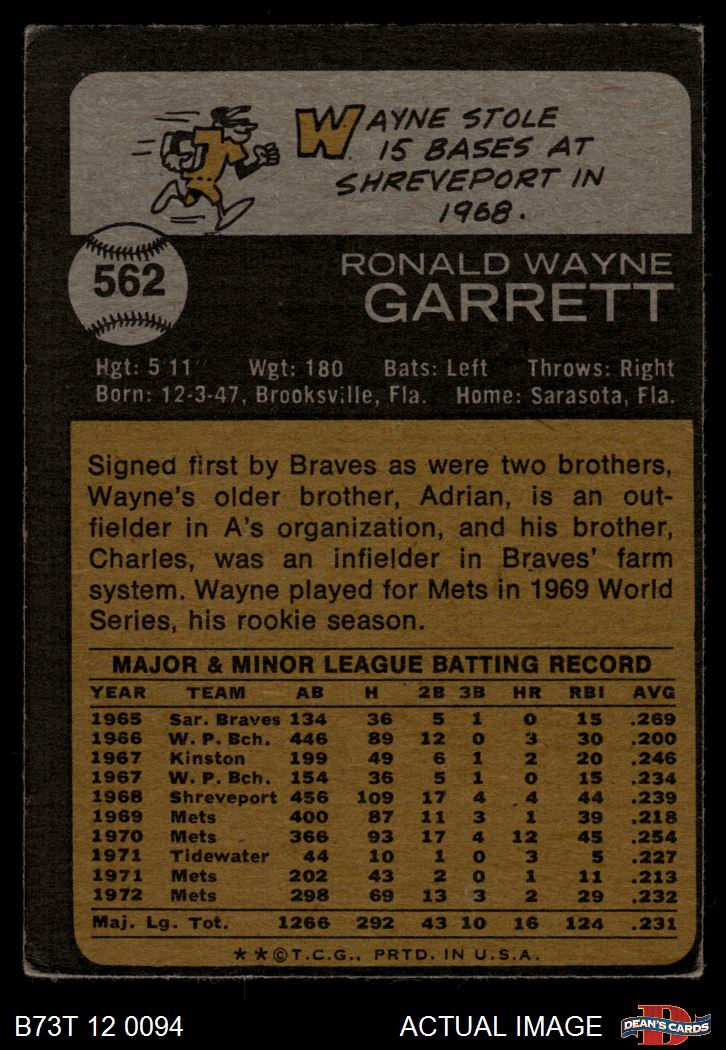 WAYNE STOLE
15 BASES AT
SHREVEPORT IN
1968.
562
RONALD WAYNE
GARRETT
Hgt: 5'11" Wgt: 180 Bats: Left Throws: Right
Born: 12-3-47, Brooksville, Fla. Home: Sarasota, Fla.
Signed first by Braves as were two brothers,
Wayne's older brother, Adrian, is an out-
fielder in A's organization, and his brother,
Charles, was an infielder in Braves' farm
system. Wayne played for Mets in 1969 World
Series, his rookie season.
MAJOR & MINOR LEAGUE BATTING RECORD
YEAR TEAM AB H 2B 3B HR RBI AVG
1965 Sar. Braves 134 36 5 1 0 15 .269
1966 W. P. Bch. 446 89 12 0 3 30 .200
1967 Kinston 199 49 6 1 2 20 .246
1967 W. P. Bch. 154 36 5 1 0 15 .234
1968 Shreveport 456 109 17 4 4 44 .239
1969 Mets 400 87 11 3 1 39 .218
1970 Mets 366 93 17 4 12 45 .254
1971 Tidewater 44 10 1 0 3 5 .227
1971 Mets 202 43 2 0 1 11 .213
1972 Mets 298 69 13 3 2 29 .232
Maj. Lg. Tot. 1266 292 43 10 16 124 .231
**©T.C.G., PRTD. IN U.S.A.
B73T 12 0094 ACTUAL IMAGE D DEAN'S CARDS